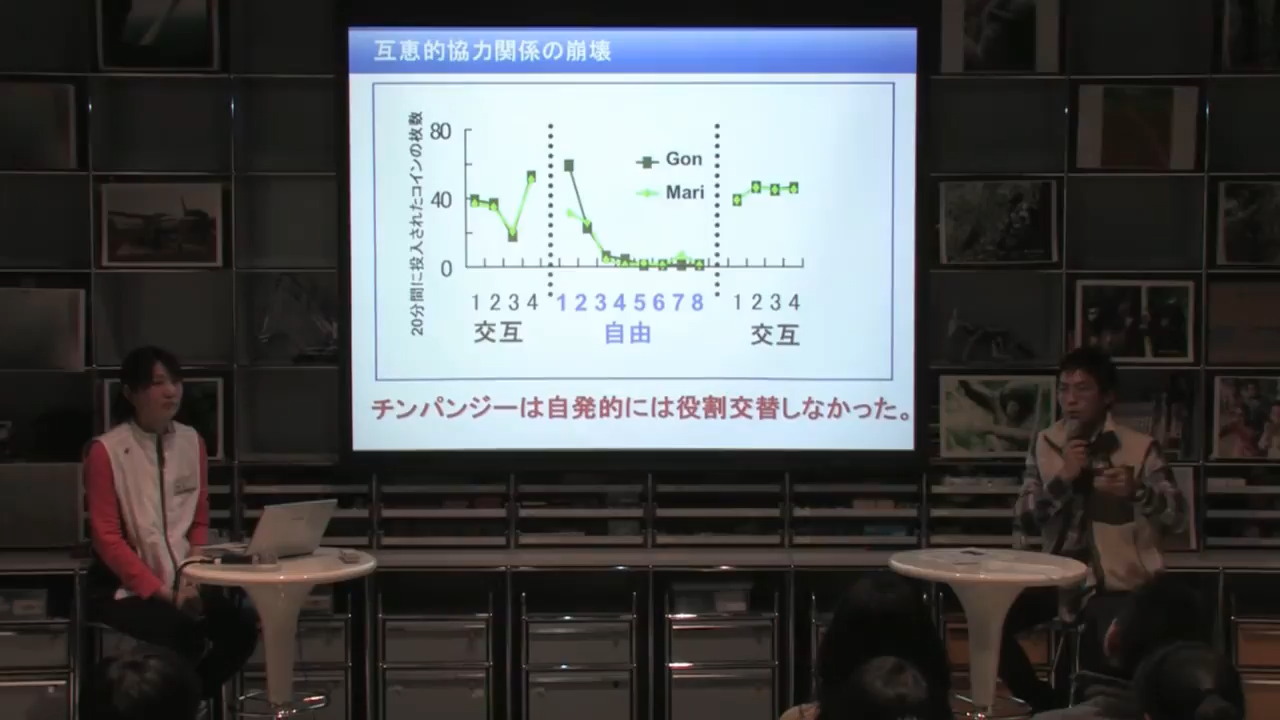 互恵的協力関係の崩壊
20分間に投入されたコインの枚数
80
40
0
Gon
Mari
1 2 3 4
1 2 3 4 5 6 7 8
1 2 3 4
交互
自由
交互
チンパンジーは自発的には役割交替しなかった。